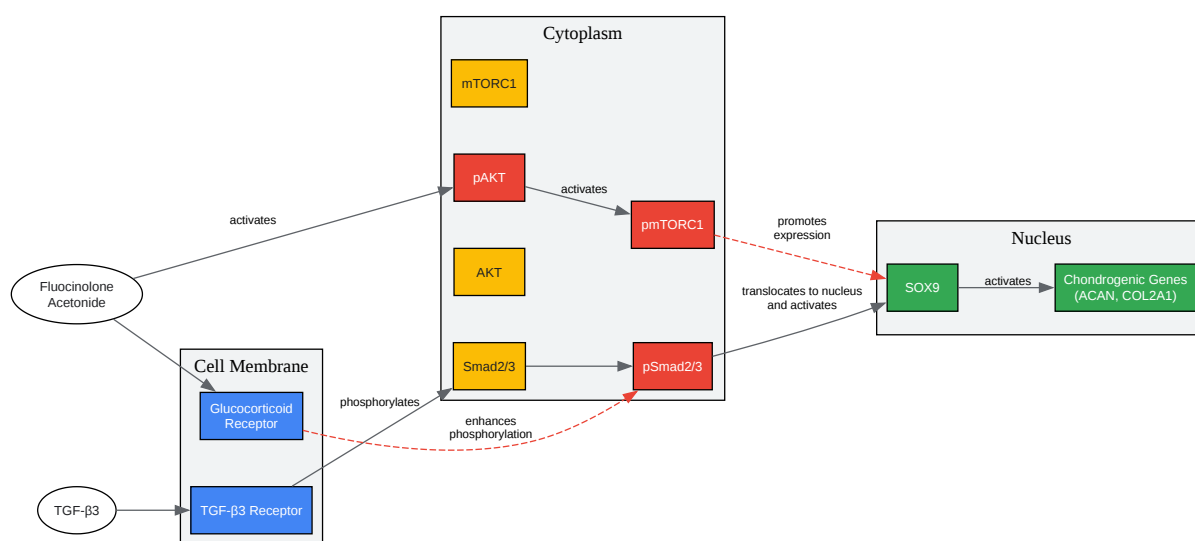 Cytoplasm
mTORC1
pAKT
activates
pmTORC1
activates
promotes
expression
Nucleus
AKT
SOX9
activates
Chondrogenic Genes
(ACAN, COL2A1)
Fluocinolone
Acetonide
translocates to nucleus
and activates
Smad2/3
pSmad2/3
Cell Membrane
phosphorylates
Glucocorticoid
Receptor
enhances
phosphorylation
TGF-β3
TGF-β3 Receptor